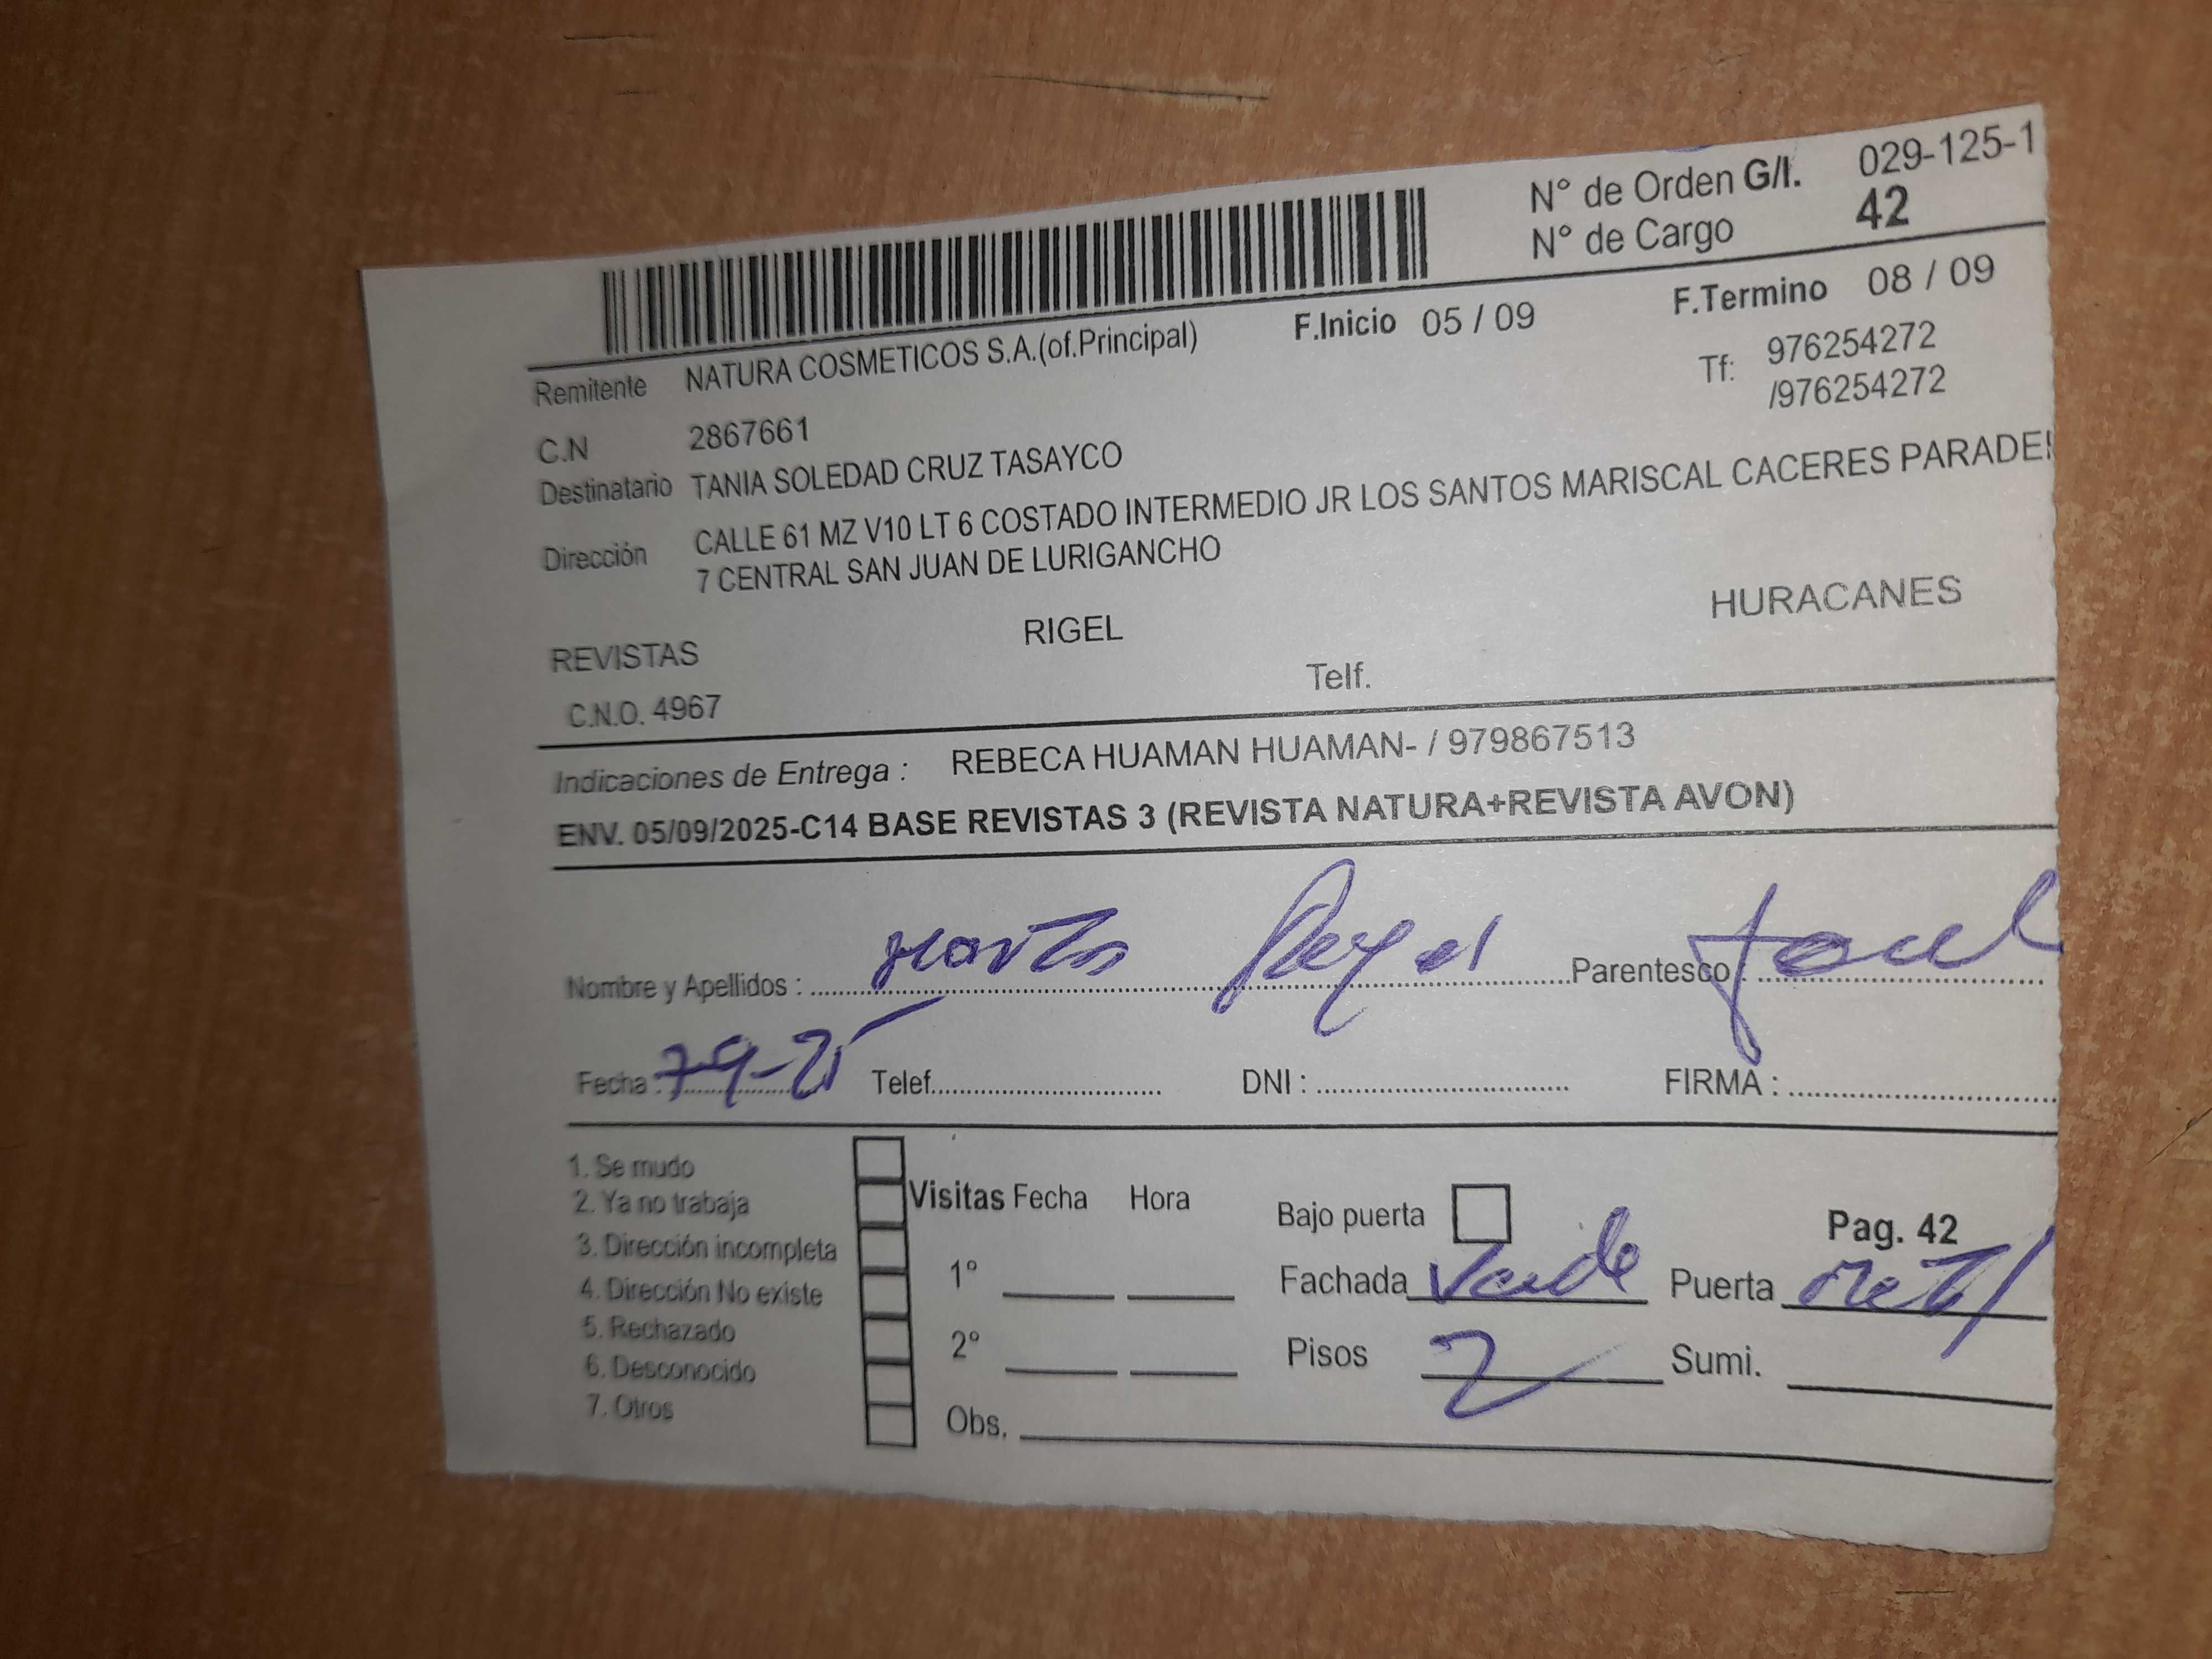 N° de Orden G/I. 029-125-1
N° de Cargo 42
F.Inicio 05 / 09 F.Termino 08 / 09
Remitente NATURA COSMETICOS S.A.(of.Principal) Tf: 976254272
/976254272
C.N 2867661
Destinatario TANIA SOLEDAD CRUZ TASAYCO
Dirección CALLE 61 MZ V10 LT 6 COSTADO INTERMEDIO JR LOS SANTOS MARISCAL CACERES PARADE
7 CENTRAL SAN JUAN DE LURIGANCHO
REVISTAS RIGEL HURACANES
C.N.O. 4967 Telf.
Indicaciones de Entrega : REBECA HUAMAN HUAMAN- / 979867513
ENV. 05/09/2025-C14 BASE REVISTAS 3 (REVISTA NATURA+REVISTA AVON)
Nombre y Apellidos : Parentesco :
Fecha : 7-9-25 Telef. DNI : FIRMA :
1. Se mudo
2. Ya no trabaja
3. Dirección incompleta
4. Dirección No existe
5. Rechazado
6. Desconocido
7. Otros
Visitas Fecha Hora
1°
2°
Obs.
Bajo puerta Pag. 42
Fachada Verde Puerta Metal
Pisos 2 Sumi.